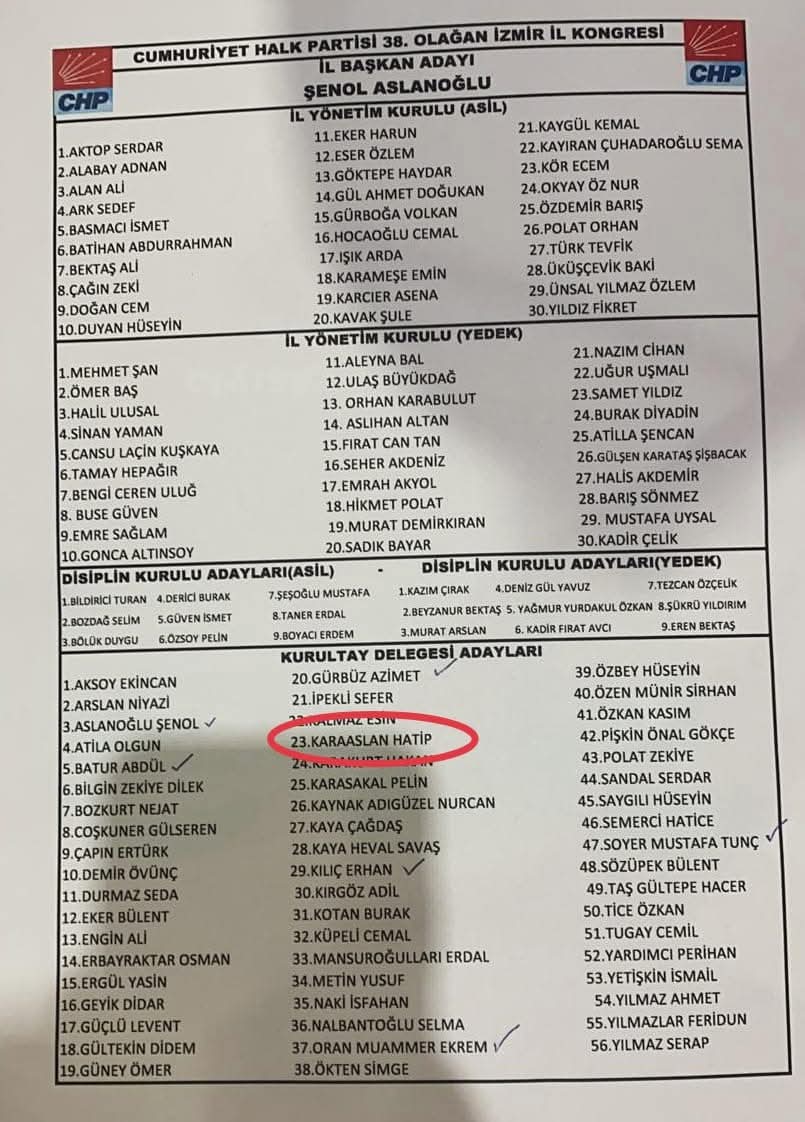 CUMHURİYET HALK PARTİSİ 38. OLAĞAN İZMİR İL KONGRESİ
İL BAŞKAN ADAYI
ŞENOL ASLANOĞLU
CHP
CHP
İL YÖNETİM KURULU (ASİL)
1.AKTOP SERDAR
2.ALABAY ADNAN
3.ALAN ALİ
4.ARK SEDEF
5.BASMACI İSMET
6.BATİHAN ABDURRAHMAN
7.BEKTAŞ ALİ
8.ÇAĞIN ZEKİ
9.DOĞAN CEM
10.DUYAN HÜSEYİN
11.EKER HARUN
12.ESER ÖZLEM
13.GÖKTEPE HAYDAR
14.GÜL AHMET DOĞUKAN
15.GÜRBOĞA VOLKAN
16.HOCAOĞLU CEMAL
17.IŞIK ARDA
18.KARAMEŞE EMİN
19.KARCIER ASENA
20.KAVAK ŞULE
21.KAYGÜL KEMAL
22.KAYIRAN ÇUHADAROĞLU SEMA
23.KÖR ECEM
24.OKYAY ÖZ NUR
25.ÖZDEMİR BARIŞ
26.POLAT ORHAN
27.TÜRK TEVFİK
28.ÜKÜŞÇEVİK BAKİ
29.ÜNSAL YILMAZ ÖZLEM
30.YILDIZ FİKRET
İL YÖNETİM KURULU (YEDEK)
1.MEHMET ŞAN
2.ÖMER BAŞ
3.HALİL ULUSAL
4.SİNAN YAMAN
5.CANSU LAÇİN KUŞKAYA
6.TAMAY HEPAĞIR
7.BENGİ CEREN ULUĞ
8. BUSE GÜVEN
9.EMRE SAĞLAM
10.GONCA ALTINSOY
11.ALEYNA BAL
12.ULAŞ BÜYÜKDAĞ
13. ORHAN KARABULUT
14. ASLIHAN ALTAN
15.FIRAT CAN TAN
16.SEHER AKDENİZ
17.EMRAH AKYOL
18.HİKMET POLAT
19.MURAT DEMİRKIRAN
20.SADIK BAYAR
21.NAZIM CİHAN
22.UĞUR UŞMALI
23.SAMET YILDIZ
24.BURAK DİYADİN
25.ATİLLA ŞENCAN
26.GÜLŞEN KARATAŞ ŞİŞBACAK
27.HALİS AKDEMİR
28.BARIŞ SÖNMEZ
29. MUSTAFA UYSAL
30.KADİR ÇELİK
DİSİPLİN KURULU ADAYLARI(ASİL) - DİSİPLİN KURULU ADAYLARI(YEDEK)
1.BİLDİRİCİ TURAN 4.DERİCİ BURAK 7.ŞEŞOĞLU MUSTAFA 1.KAZIM ÇIRAK 4.DENİZ GÜL YAVUZ 7.TEZCAN ÖZÇELİK
2.BOZDAĞ SELİM 5.GÜVEN İSMET 8.TANER ERDAL 2.BEYZANUR BEKTAŞ 5. YAĞMUR YURDAKUL ÖZKAN 8.ŞÜKRÜ YILDIRIM
3.BÖLÜK DUYGU 6.ÖZSOY PELİN 9.BOYACI ERDEM 3.MURAT ARSLAN 6. KADİR FIRAT AVCI 9.EREN BEKTAŞ
KURULTAY DELEGESİ ADAYLARI
1.AKSOY EKİNCAN
2.ARSLAN NİYAZİ
3.ASLANOĞLU ŞENOL
4.ATİLA OLGUN
5.BATUR ABDÜL
6.BİLGİN ZEKİYE DİLEK
7.BOZKURT NEJAT
8.COŞKUNER GÜLSEREN
9.ÇAPIN ERTÜRK
10.DEMİR ÖVÜNÇ
11.DURMAZ SEDA
12.EKER BÜLENT
13.ENGİN ALİ
14.ERBAYRAKTAR OSMAN
15.ERGÜL YASİN
16.GEYİK DİDAR
17.GÜÇLÜ LEVENT
18.GÜLTEKİN DİDEM
19.GÜNEY ÖMER
20.GÜRBÜZ AZİMET
21.İPEKLİ SEFER
22.KALMAZ ESİN
23.KARAASLAN HATİP
24.KARAKURT HAKAN
25.KARASAKAL PELİN
26.KAYNAK ADIGÜZEL NURCAN
27.KAYA ÇAĞDAŞ
28.KAYA HEVAL SAVAŞ
29.KILIÇ ERHAN
30.KIRGÖZ ADİL
31.KOTAN BURAK
32.KÜPELİ CEMAL
33.MANSUROĞULLARI ERDAL
34.METİN YUSUF
35.NAKİ İSFAHAN
36.NALBANTOĞLU SELMA
37.ORAN MUAMMER EKREM
38.ÖKTEN SİMGE
39.ÖZBEY HÜSEYİN
40.ÖZEN MÜNİR SİRHAN
41.ÖZKAN KASIM
42.PİŞKİN ÖNAL GÖKÇE
43.POLAT ZEKİYE
44.SANDAL SERDAR
45.SAYGILI HÜSEYİN
46.SEMERCİ HATİCE
47.SOYER MUSTAFA TUNÇ
48.SÖZÜPEK BÜLENT
49.TAŞ GÜLTEPE HACER
50.TİCE ÖZKAN
51.TUGAY CEMİL
52.YARDIMCI PERİHAN
53.YETİŞKİN İSMAİL
54.YILMAZ AHMET
55.YILMAZLAR FERİDUN
56.YILMAZ SERAP